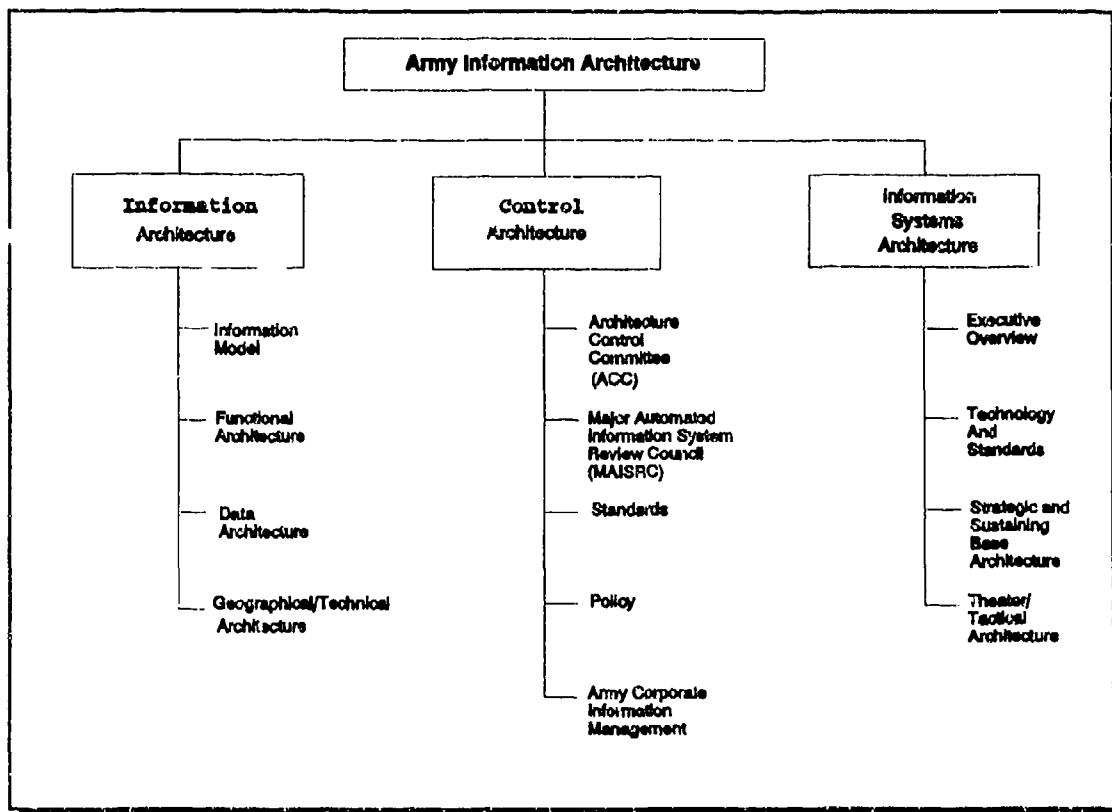 Army Information Architecture
Information
Architecture
Information
Model
Functional
Architecture
Data
Architecture
Geographical/Technical
Architecture
Control
Architecture
Architecture
Control
Committee
(ACC)
Major Automated
Information System
Review Council
(MAISRC)
Standards
Policy
Army Corporate
Information
Management
Information
Systems
Architecture
Executive
Overview
Technology
And
Standards
Strategic and
Sustaining
Base
Architecture
Theater/
Tactical
Architecture